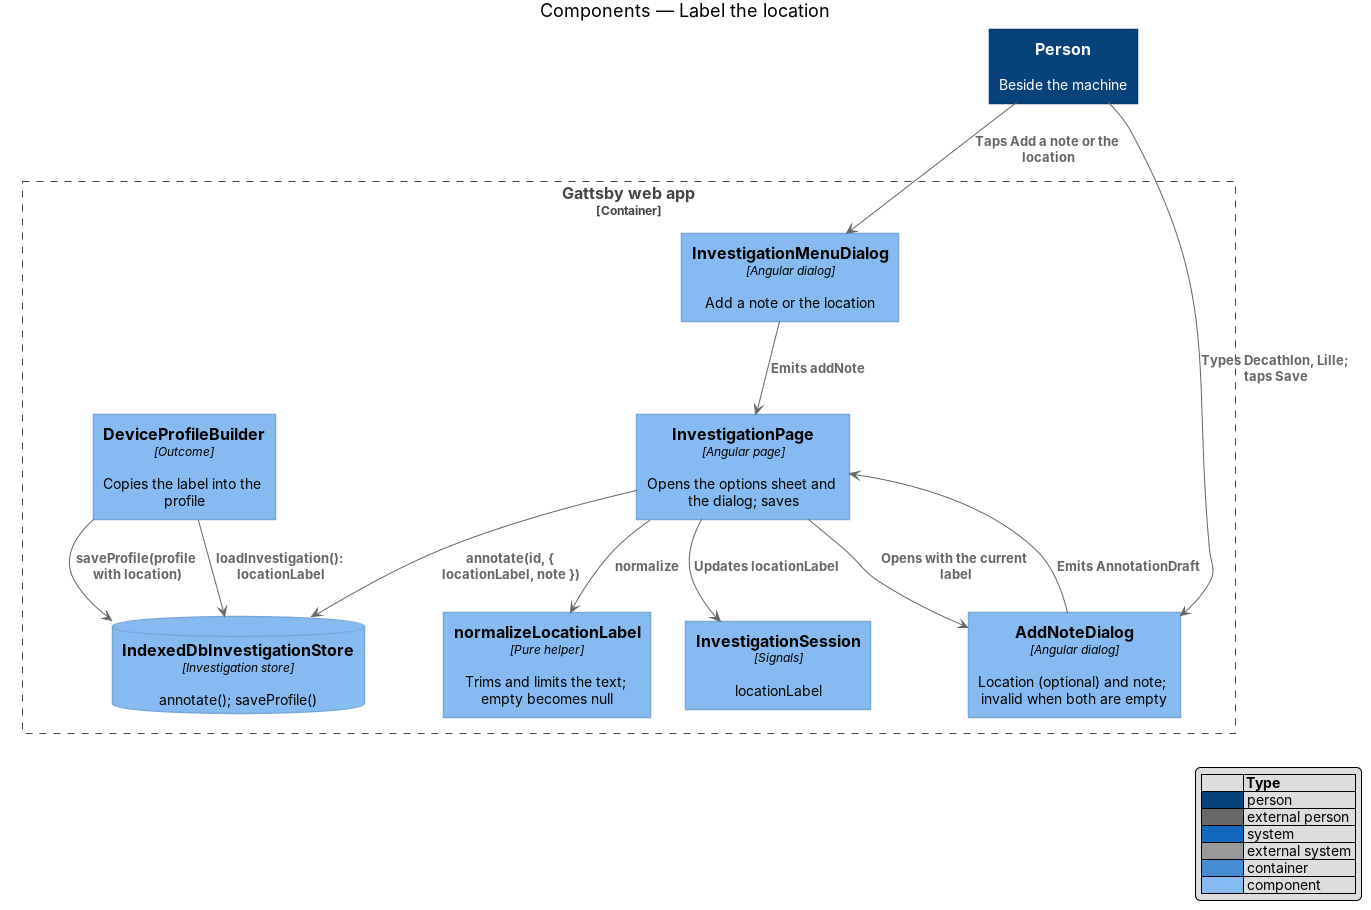 Components — Label the location
Person
Beside the machine
Taps Add a note or the
location
Gattsby web app
[Container]
InvestigationMenuDialog
[Angular dialog]
Add a note or the location
Types Decathlon, Lille;
taps Save
Emits addNote
DeviceProfileBuilder
[Outcome]
Copies the label into the
profile
InvestigationPage
[Angular page]
Opens the options sheet and
the dialog; saves
saveProfile(profile
with location)
loadInvestigation():
locationLabel
annotate(id, {
locationLabel, note })
normalize
Updates locationLabel
Opens with the current
label
Emits AnnotationDraft
IndexedDbInvestigationStore
[Investigation store]
annotate(); saveProfile()
normalizeLocationLabel
[Pure helper]
Trims and limits the text;
empty becomes null
InvestigationSession
[Signals]
locationLabel
AddNoteDialog
[Angular dialog]
Location (optional) and note;
invalid when both are empty
Type
person
external person
system
external system
container
component